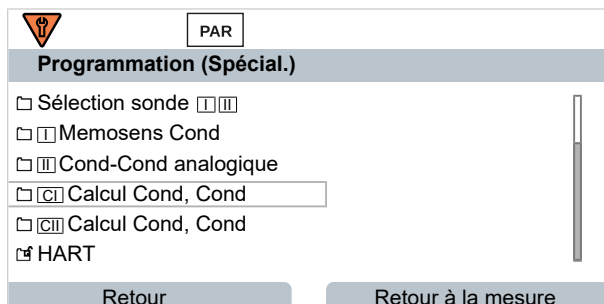 PAR
Programmation (Spécial.)
Sélection sonde I II
I Memosens Cond
II Cond-Cond analogique
CI Calcul Cond, Cond
CII Calcul Cond, Cond
HART
Retour
Retour à la mesure